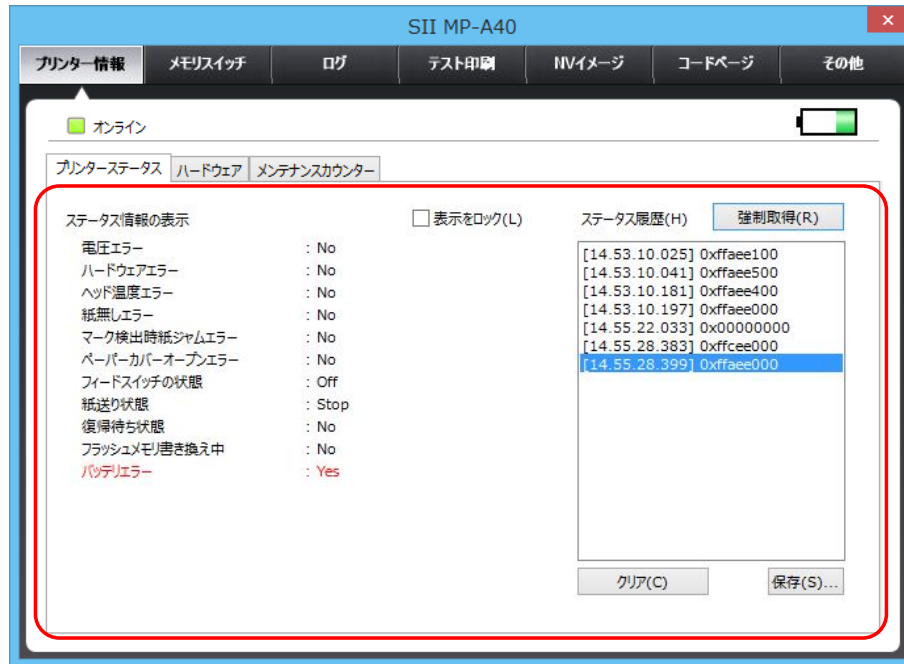 SII MP-A40
プリンター情報 メモリスイッチ ログ テスト印刷 NVイメージ コードページ その他
オンライン
プリンターステータス ハードウェア メンテナンスカウンター
ステータス情報の表示 表示をロック(L) ステータス履歴(H) 強制取得(R)
電圧エラー : No
ハードウェアエラー : No
ヘッド温度エラー : No
紙無しエラー : No
マーク検出時紙ジャムエラー : No
ペーパーカバーオープンエラー : No
フィードスイッチの状態 : Off
紙送り状態 : Stop
復帰待ち状態 : No
フラッシュメモリ書き換え中 : No
バッテリエラー : Yes
[14.53.10.025] 0xffaee100
[14.53.10.041] 0xffaee500
[14.53.10.181] 0xffaee400
[14.53.10.197] 0xffaee000
[14.55.22.033] 0x00000000
[14.55.28.383] 0xffcee000
[14.55.28.399] 0xffaee000
クリア(C) 保存(S)...